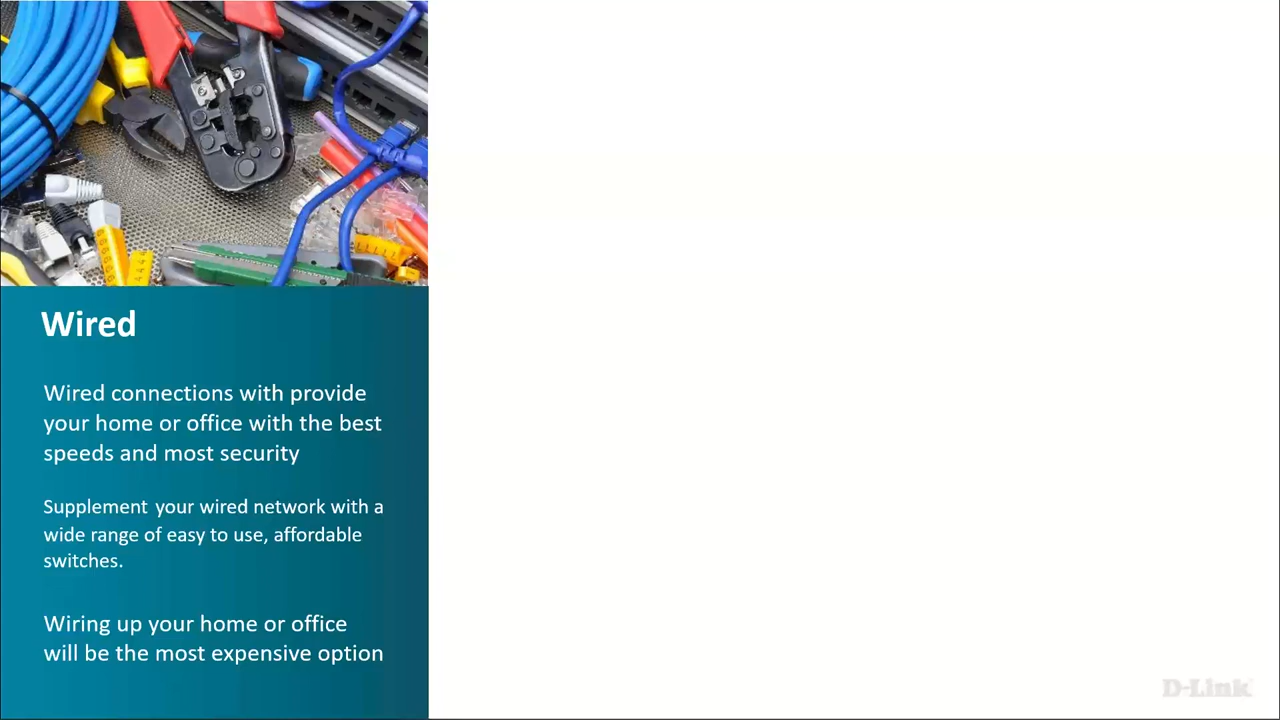 Wired
Wired connections with provide
your home or office with the best
speeds and most security
Supplement your wired network with a
wide range of easy to use, affordable
switches.
Wiring up your home or office
will be the most expensive option
D-Link